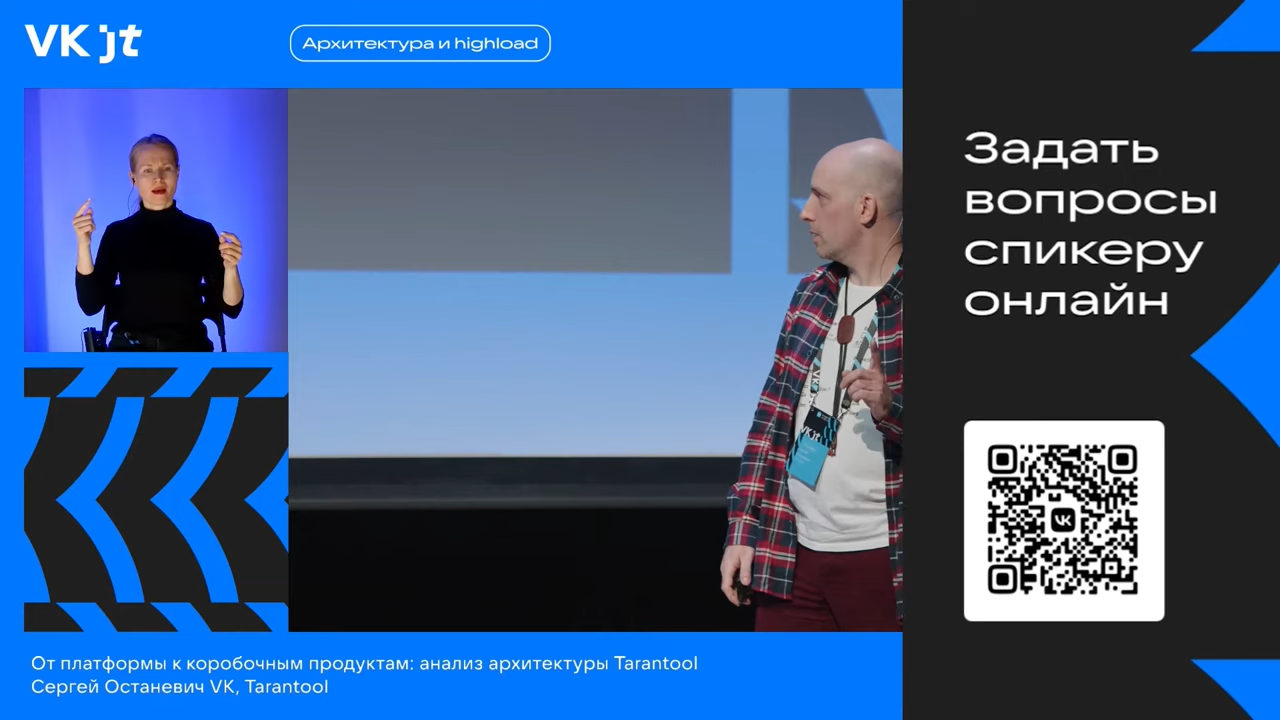 VK jt
Архитектура и highload
Задать
вопросы
спикеру
онлайн
От платформы к коробочным продуктам: анализ архитектуры Tarantool
Сергей Останевич VK, Tarantool